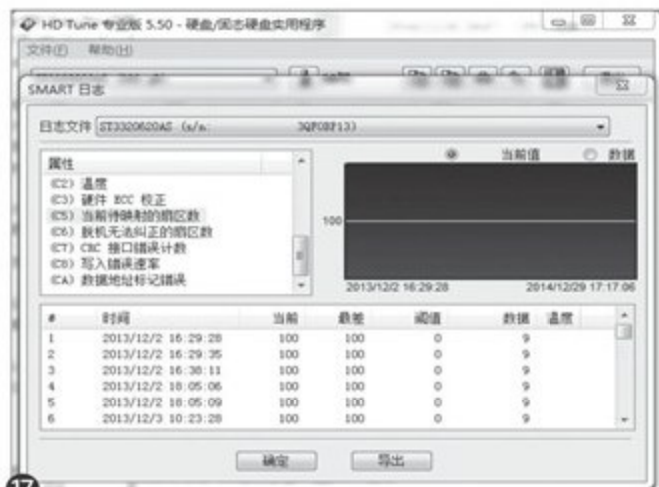 HD Tune 专业版 5.50 - 硬盘/固态硬盘实用程序
文件(F) 帮助(H)
SMART 日志
日志文件 ST3320620AS (s/n: 3QF0BF13)
当前值 数据
属性
(C2) 温度
(C3) 硬件 ECC 校正
(C5) 当前待映射的扇区数
(C6) 脱机无法纠正的扇区数
(C7) CRC 接口错误计数
(C8) 写入错误速率
(CA) 数据地址标记错误
100
2013/12/2 16:29:28 2014/12/29 17:17:06
# 时间 当前 最差 阈值 数据 温度
1 2013/12/2 16:29:28 100 100 0 9
2 2013/12/2 16:29:35 100 100 0 9
3 2013/12/2 16:38:11 100 100 0 9
4 2013/12/2 18:05:06 100 100 0 9
5 2013/12/2 18:05:09 100 100 0 9
6 2013/12/3 10:23:28 100 100 0 9
确定 导出
17